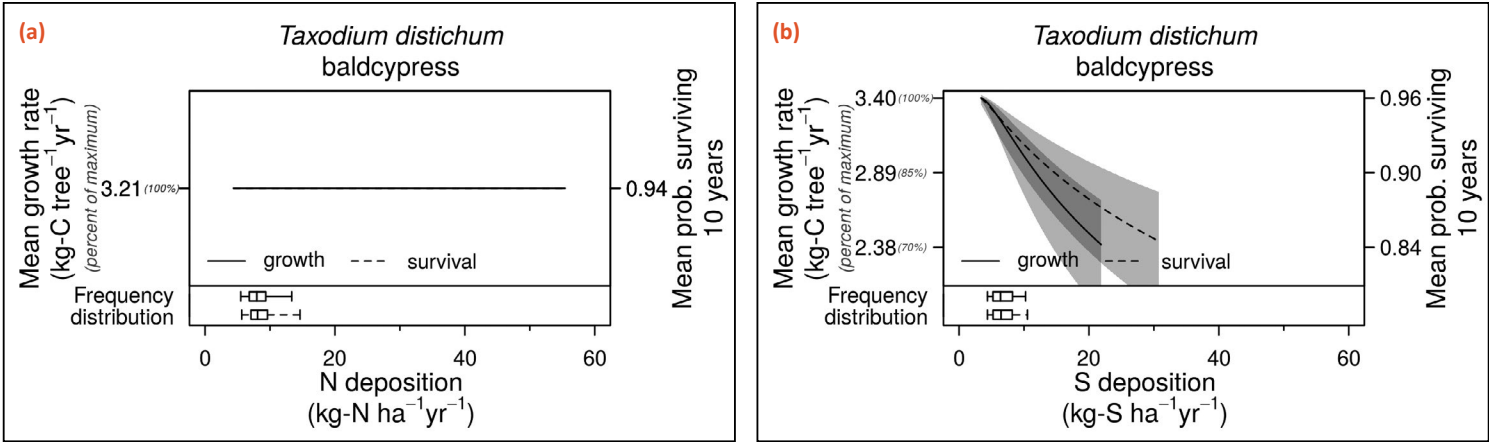 (a)
Taxodium distichum
baldcypress
Mean growth rate
(kg-C tree⁻¹yr⁻¹)
(percent of maximum)
3.21 (100%)
0.94
Mean prob. surviving
10 years
growth
survival
Frequency
distribution
0 20 40 60
N deposition
(kg-N ha⁻¹yr⁻¹)
(b)
Taxodium distichum
baldcypress
Mean growth rate
(kg-C tree⁻¹yr⁻¹)
(percent of maximum)
3.40 (100%)
2.89 (85%)
2.38 (70%)
0.96
0.90
0.84
Mean prob. surviving
10 years
growth
survival
Frequency
distribution
0 20 40 60
S deposition
(kg-S ha⁻¹yr⁻¹)